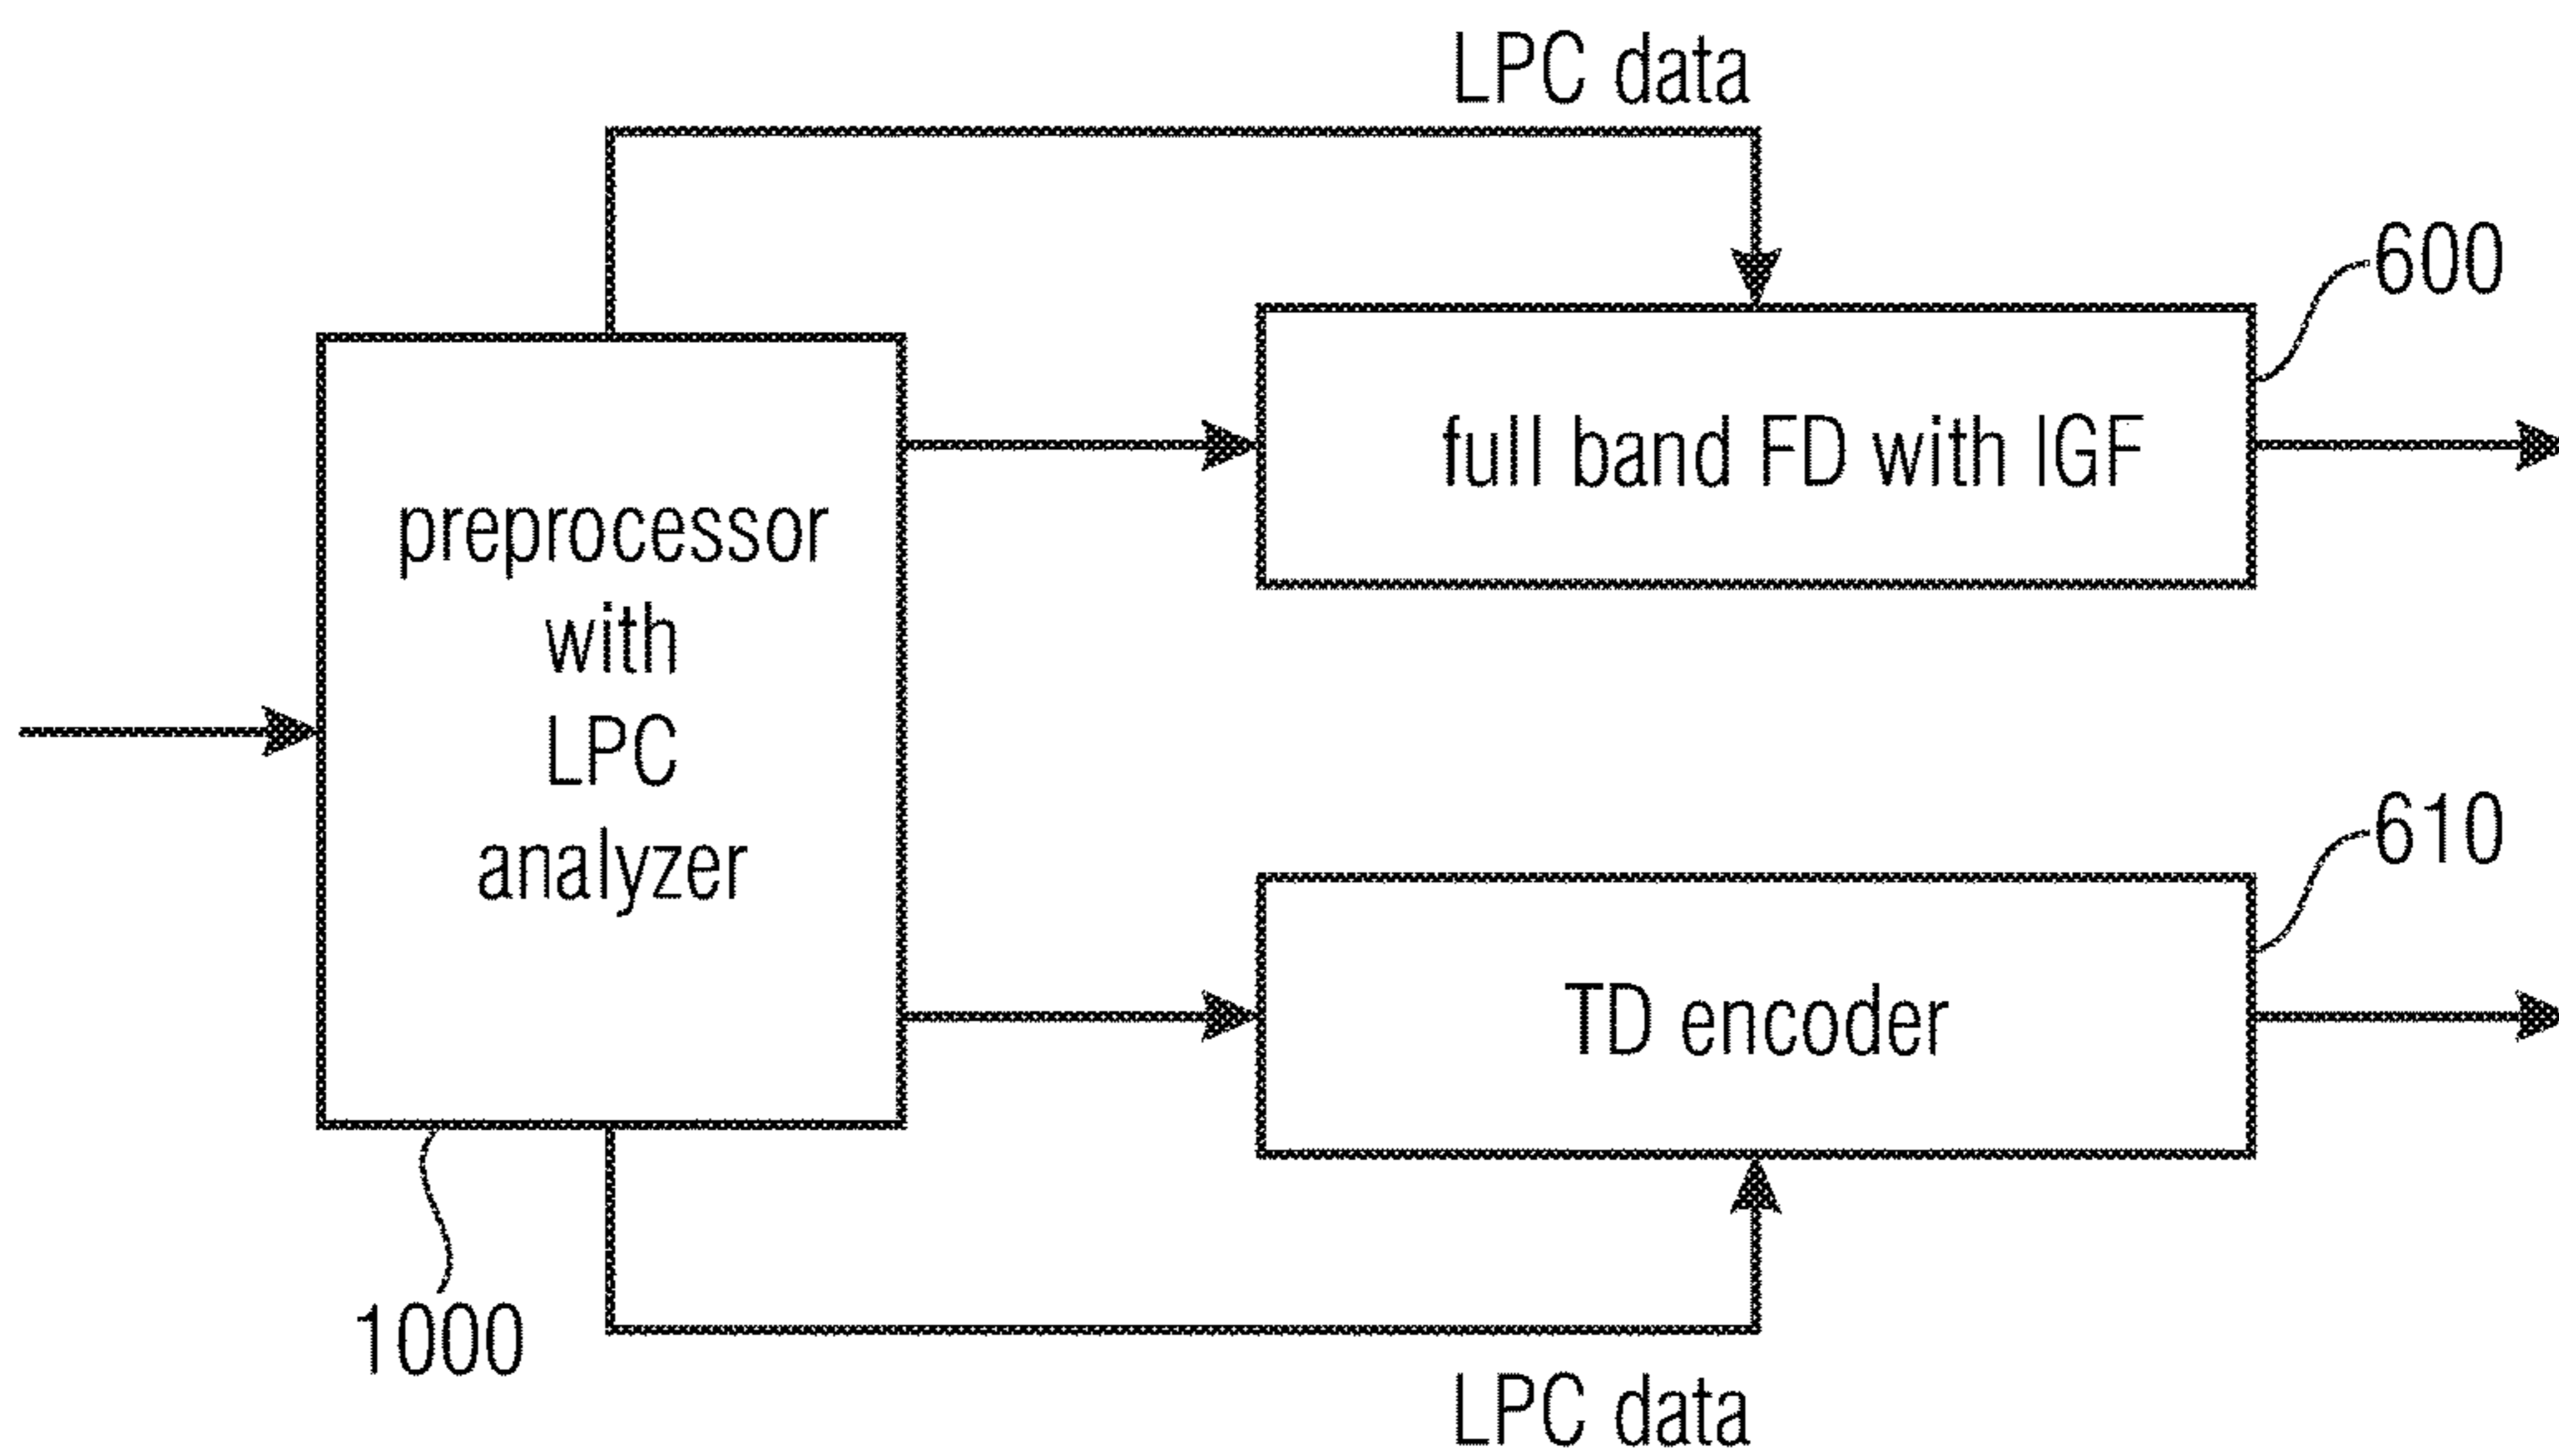 LPC data
600
full band FD with IGF
preprocessor
with
LPC
analyzer
610
TD encoder
1000
LPC data